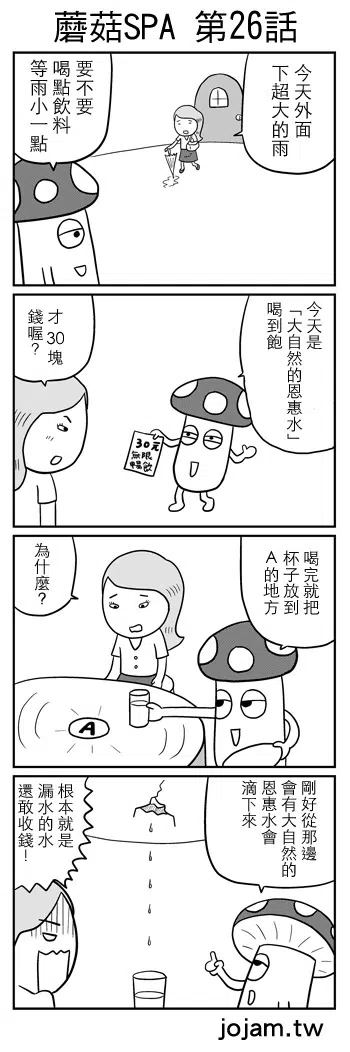 蘑菇SPA 第26話
今天外面
下超大的雨
要不要
喝點飲料
等雨小一點
今天是
「大自然的恩惠水」
喝到飽
30元
無限
暢飲
才30塊
錢喔？
喝完就把
杯子放到
A的地方
為什麼？
A
剛好從那邊
會有大自然的
恩惠水會
滴下來
根本就是
漏水的水
還敢收錢！
jojam.tw